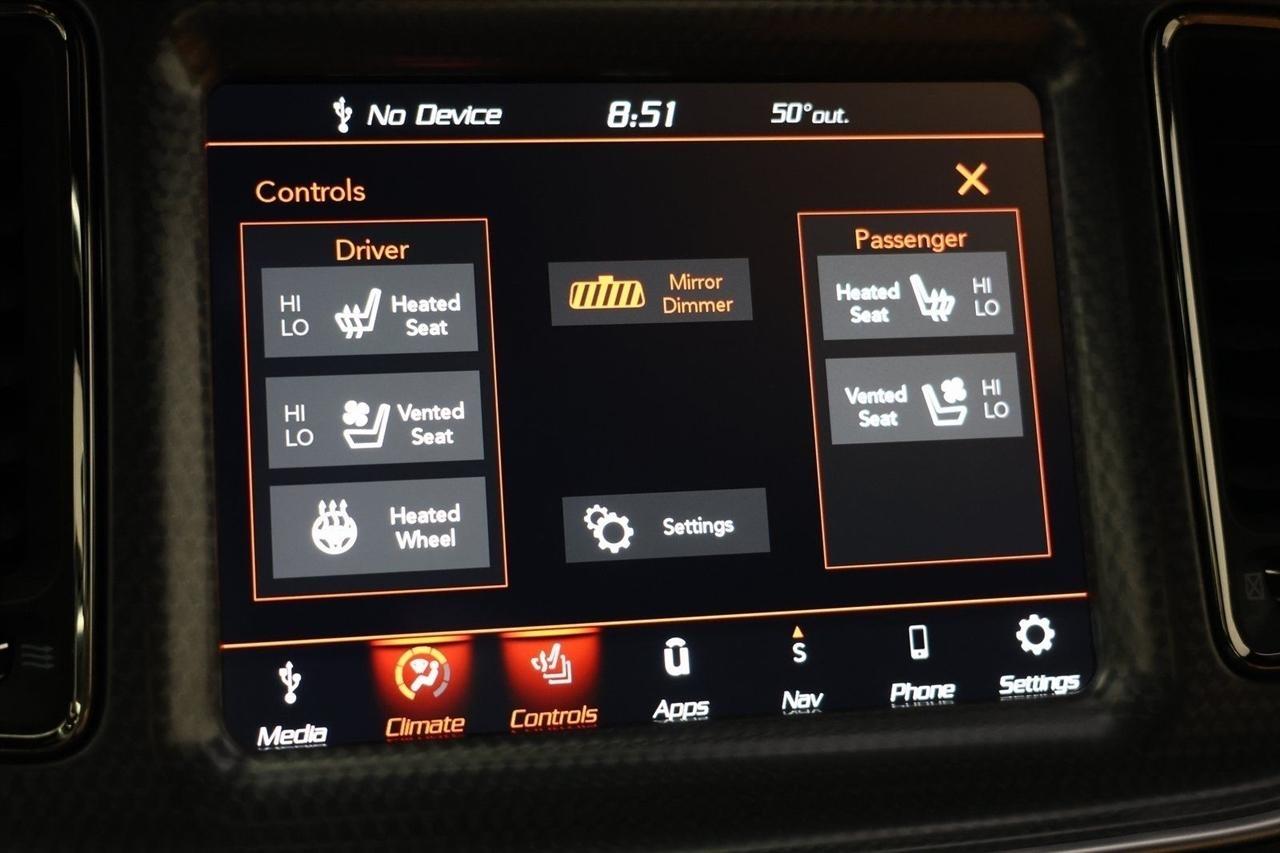 No Device 8:51 50° out.
Controls
Driver
HI
LO
Heated
Seat
HI
LO
Vented
Seat
Heated
Wheel
Mirror
Dimmer
Settings
Passenger
Heated
Seat
HI
LO
Vented
Seat
HI
LO
S
Media Climate Controls Apps Nav Phone Settings